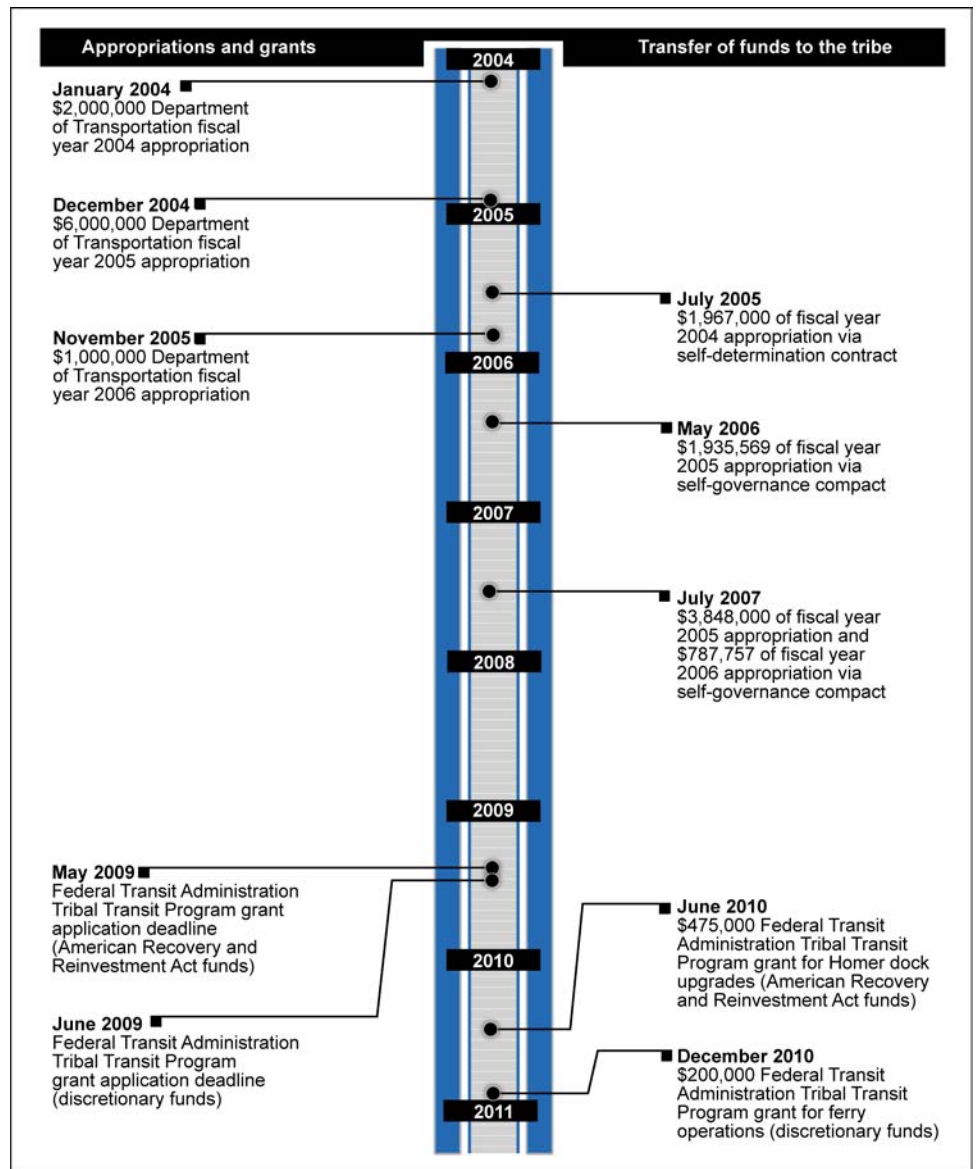 Appropriations and grants
Transfer of funds to the tribe
2004
January 2004
$2,000,000 Department
of Transportation fiscal
year 2004 appropriation
December 2004
$6,000,000 Department
of Transportation fiscal
year 2005 appropriation
2005
July 2005
$1,967,000 of fiscal year
2004 appropriation via
self-determination contract
November 2005
$1,000,000 Department
of Transportation fiscal
year 2006 appropriation
2006
May 2006
$1,935,569 of fiscal year
2005 appropriation via
self-governance compact
2007
July 2007
$3,848,000 of fiscal year
2005 appropriation and
$787,757 of fiscal year
2006 appropriation via
self-governance compact
2008
2009
May 2009
Federal Transit Administration
Tribal Transit Program grant
application deadline
(American Recovery and
Reinvestment Act funds)
June 2009
Federal Transit Administration
Tribal Transit Program
grant application deadline
(discretionary funds)
2010
June 2010
$475,000 Federal Transit
Administration Tribal Transit
Program grant for Homer dock
upgrades (American Recovery
and Reinvestment Act funds)
December 2010
$200,000 Federal Transit
Administration Tribal Transit
Program grant for ferry
operations (discretionary funds)
2011